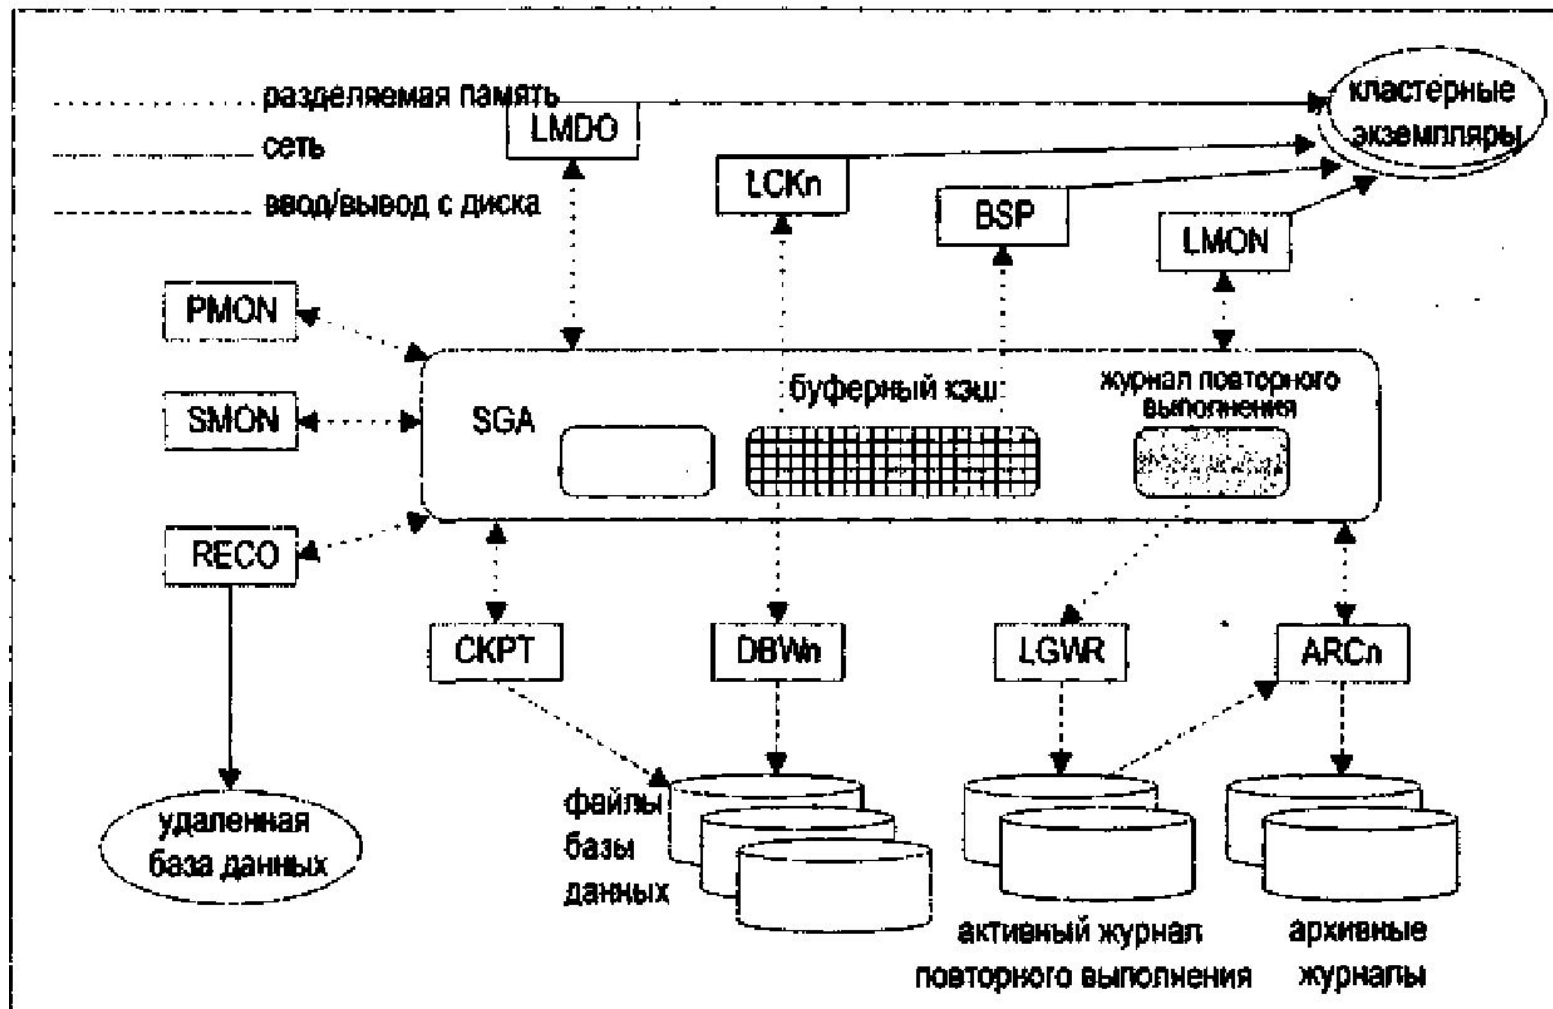 разделяемая память
сеть
ввод/вывод с диска
LMDO
LCKn
BSP
LMON
кластерные
экземпляры
PMON
SMON
RECO
SGA
буферный кэш
журнал повторного
выполнения
CKPT
DBWn
LGWR
ARCn
удаленная
база данных
файлы
базы
данных
активный журнал
повторного выполнения
архивные
журналы